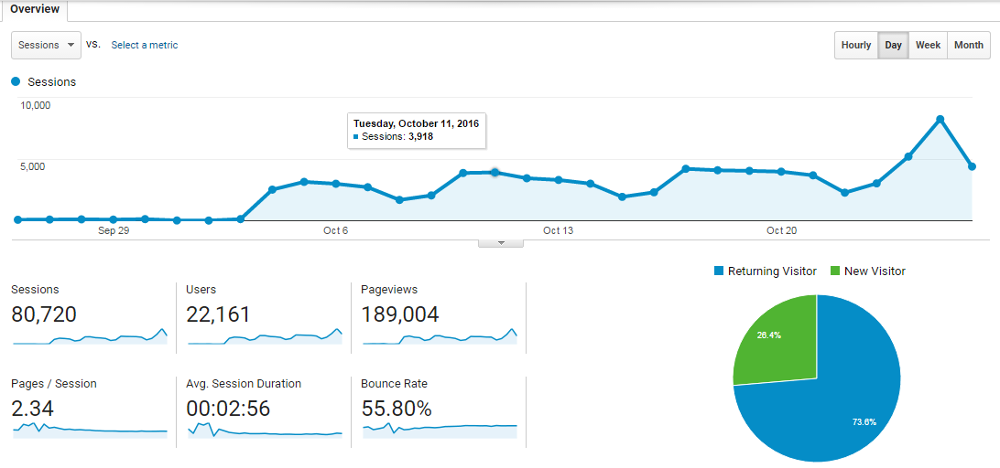 Overview
Sessions vs. Select a metric
Hourly Day Week Month
Sessions
10,000
5,000
Tuesday, October 11, 2016
Sessions: 3,918
Sep 29 Oct 6 Oct 13 Oct 20
Returning Visitor New Visitor
Sessions Users Pageviews
80,720 22,161 189,004
Pages / Session Avg. Session Duration Bounce Rate
2.34 00:02:56 55.80%
26.4%
73.6%